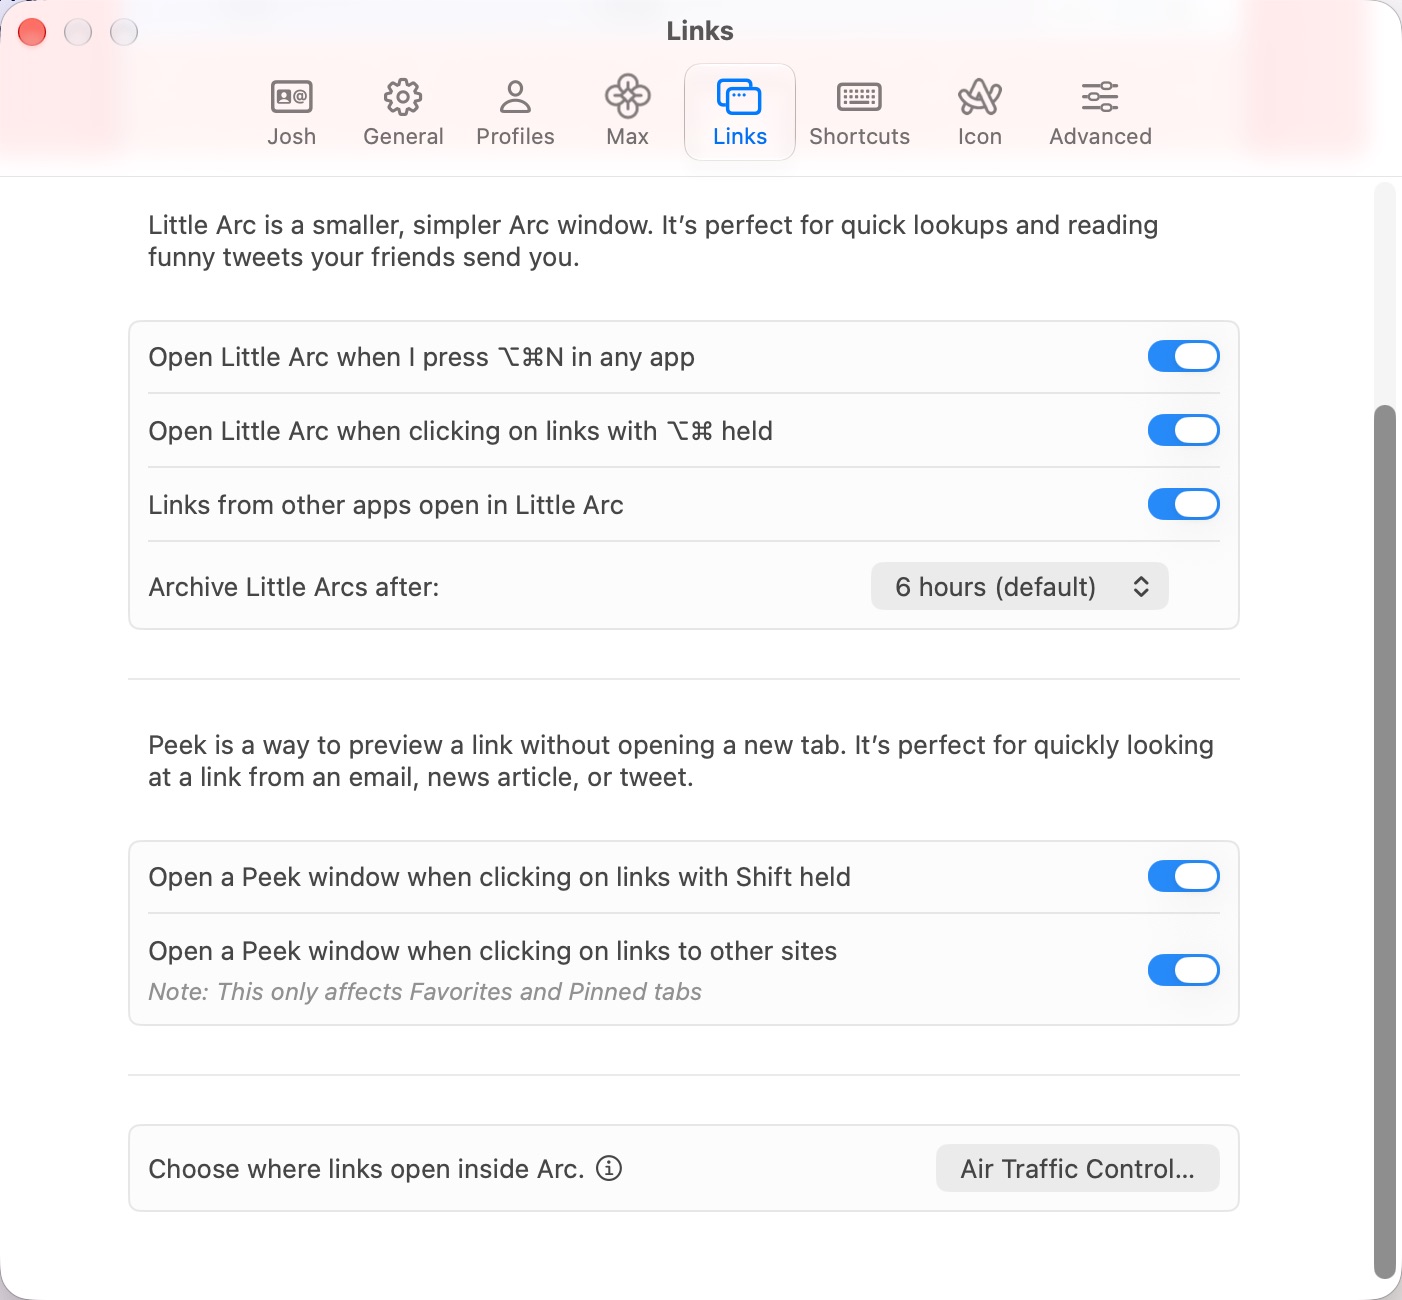 Links
Josh
General
Profiles
Max
Links
Shortcuts
Icon
Advanced
Little Arc is a smaller, simpler Arc window. It’s perfect for quick lookups and reading
funny tweets your friends send you.
Open Little Arc when I press ⌥⌘N in any app
Open Little Arc when clicking on links with ⌥⌘ held
Links from other apps open in Little Arc
Archive Little Arcs after:
6 hours (default)
Peek is a way to preview a link without opening a new tab. It’s perfect for quickly looking
at a link from an email, news article, or tweet.
Open a Peek window when clicking on links with Shift held
Open a Peek window when clicking on links to other sites
Note: This only affects Favorites and Pinned tabs
Choose where links open inside Arc.
Air Traffic Control...